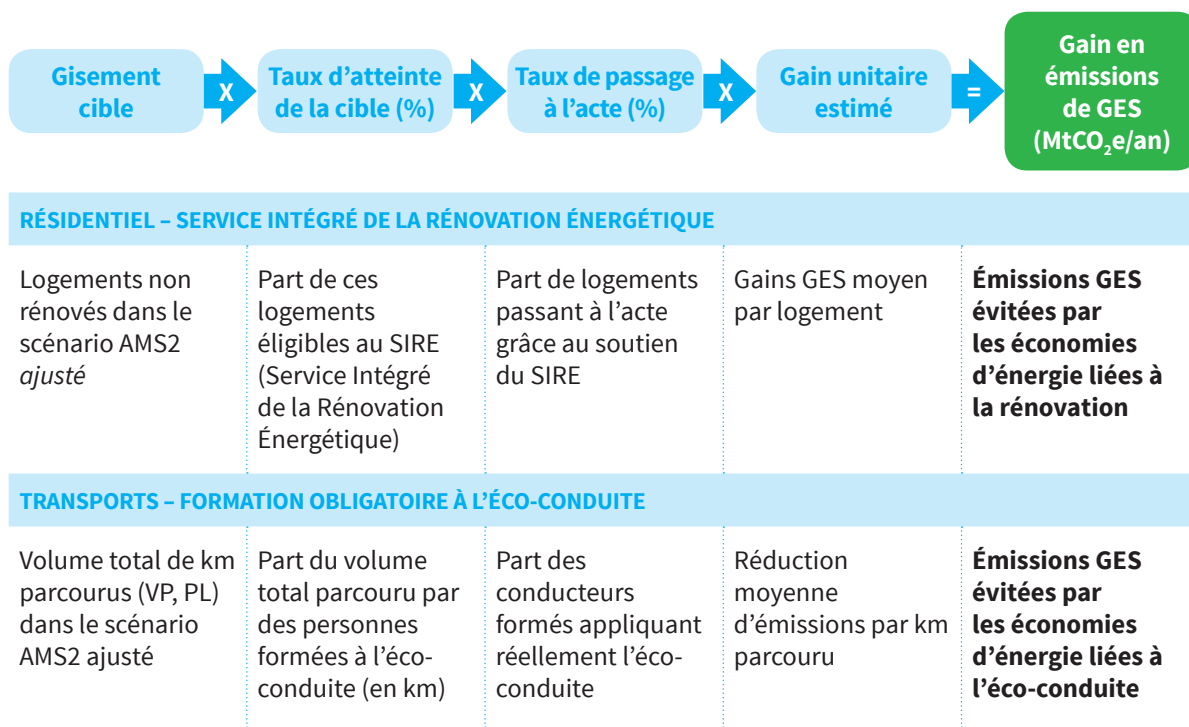 Gisement
cible
X
Taux d’atteinte
de la cible (%)
X
Taux de passage
à l’acte (%)
X
Gain unitaire
estimé
=
Gain en
émissions
de GES
(MtCO₂e/an)
RÉSIDENTIEL – SERVICE INTÉGRÉ DE LA RÉNOVATION ÉNERGÉTIQUE
Logements non
rénovés dans le
scénario AMS2
ajusté
Part de ces
logements
éligibles au SIRE
(Service Intégré
de la Rénovation
Énergétique)
Part de logements
passant à l’acte
grâce au soutien
du SIRE
Gains GES moyen
par logement
Émissions GES
évitées par
les économies
d’énergie liées à
la rénovation
TRANSPORTS – FORMATION OBLIGATOIRE À L’ÉCO-CONDUITE
Volume total de km
parcourus (VP, PL)
dans le scénario
AMS2 ajusté
Part du volume
total parcouru par
des personnes
formées à l’éco-
conduite (en km)
Part des
conducteurs
formés appliquant
réellement l’éco-
conduite
Réduction
moyenne
d’émissions par km
parcouru
Émissions GES
évitées par
les économies
d’énergie liées à
l’éco-conduite